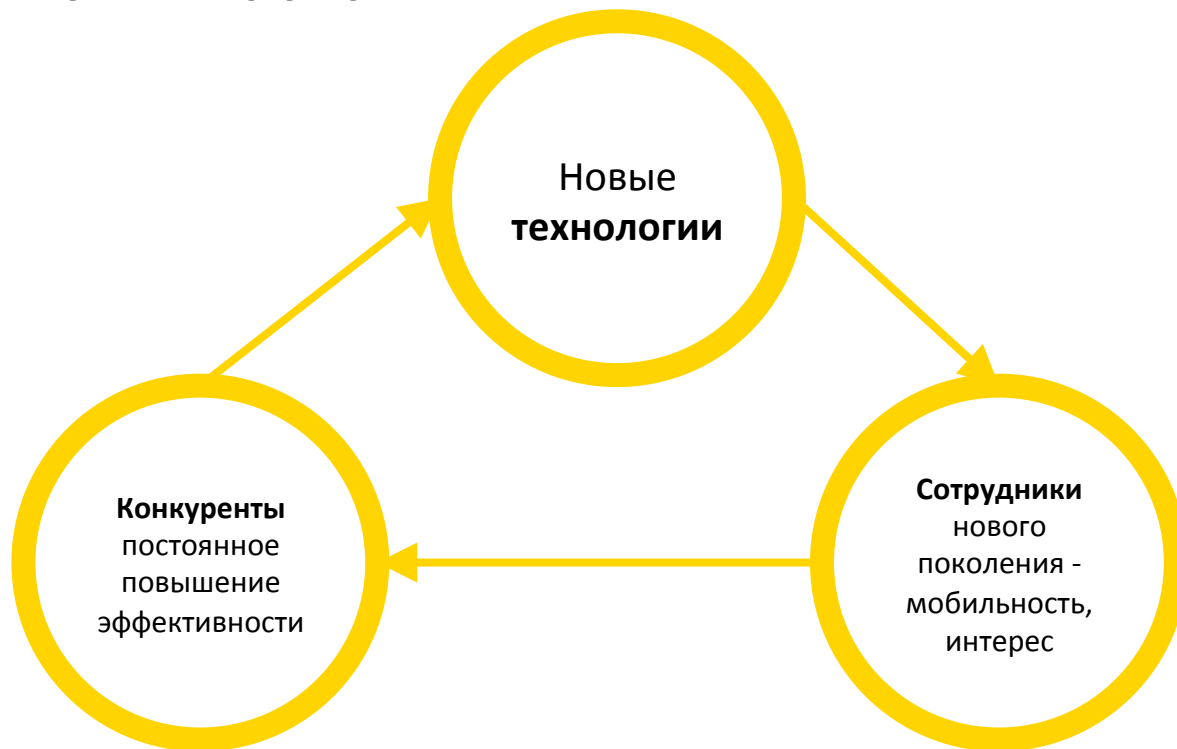 Новые
технологии
Конкуренты
постоянное
повышение
эффективности
Сотрудники
нового
поколения -
мобильность,
интерес